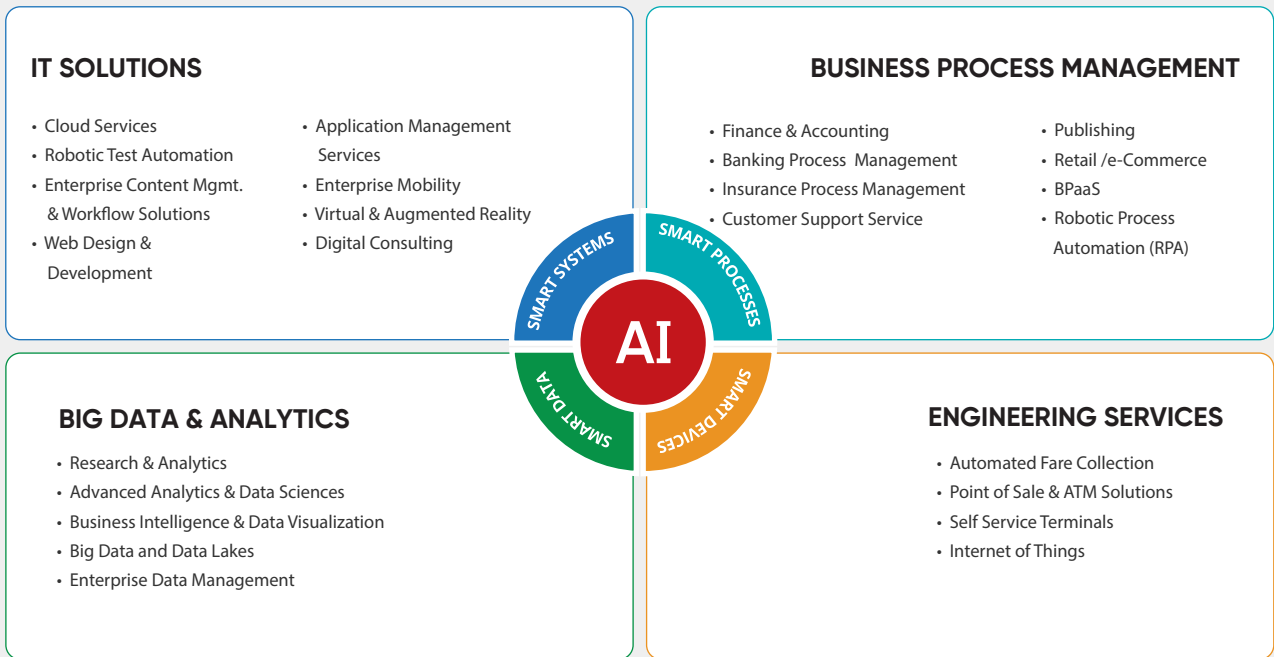 IT SOLUTIONS
• Cloud Services
• Robotic Test Automation
• Enterprise Content Mgmt.
& Workflow Solutions
• Web Design &
Development
• Application Management
Services
• Enterprise Mobility
• Virtual & Augmented Reality
• Digital Consulting
BUSINESS PROCESS MANAGEMENT
• Finance & Accounting
• Banking Process Management
• Insurance Process Management
• Customer Support Service
• Publishing
• Retail /e-Commerce
• BPaaS
• Robotic Process
Automation (RPA)
SMART SYSTEMS
SMART PROCESSES
AI
SMART DATA
SMART DEVICES
BIG DATA & ANALYTICS
• Research & Analytics
• Advanced Analytics & Data Sciences
• Business Intelligence & Data Visualization
• Big Data and Data Lakes
• Enterprise Data Management
ENGINEERING SERVICES
• Automated Fare Collection
• Point of Sale & ATM Solutions
• Self Service Terminals
• Internet of Things